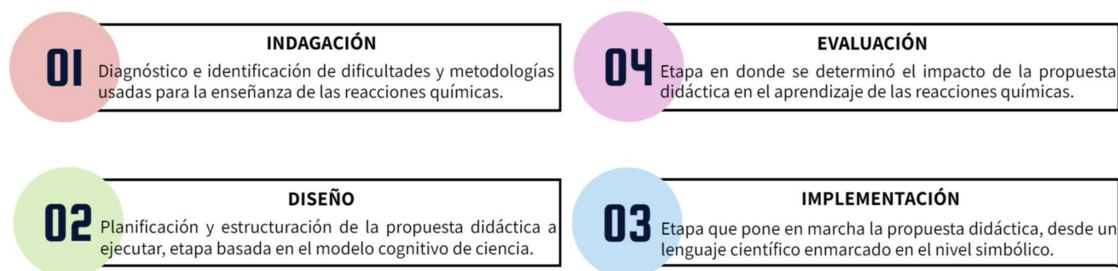 01
INDAGACIÓN
Diagnóstico e identificación de dificultades y metodologías
usadas para la enseñanza de las reacciones químicas.
02
DISEÑO
Planificación y estructuración de la propuesta didáctica a
ejecutar, etapa basada en el modelo cognitivo de ciencia.
03
IMPLEMENTACIÓN
Etapa que pone en marcha la propuesta didáctica, desde un
lenguaje científico enmarcado en el nivel simbólico.
04
EVALUACIÓN
Etapa en donde se determinó el impacto de la propuesta
didáctica en el aprendizaje de las reacciones químicas.